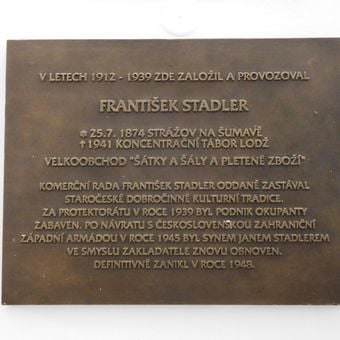 V LETECH 1912 - 1939 ZDE ZALOŽIL A PROVOZOVAL
FRANTIŠEK STADLER
* 25.7. 1874 STRÁŽOV NA ŠUMAVĚ
† 1941 KONCENTRAČNÍ TÁBOR LODŽ
VELKOOBCHOD "ŠÁTKY A ŠÁLY A PLETENÉ ZBOŽÍ"
KOMERČNÍ RADA FRANTIŠEK STADLER ODDANĚ ZASTÁVAL
STAROČESKÉ DOBROČINNÉ KULTURNÍ TRADICE.
ZA PROTEKTORÁTU V ROCE 1939 BYL PODNIK OKUPANTY
ZABAVEN. PO NÁVRATU S ČESKOSLOVENSKOU ZAHRANIČNÍ
ZÁPADNÍ ARMÁDOU V ROCE 1945 BYL SYNEM JANEM STADLEREM
VE SMYSLU ZAKLADATELE ZNOVU OBNOVEN.
DEFINITIVNĚ ZANIKL V ROCE 1948.